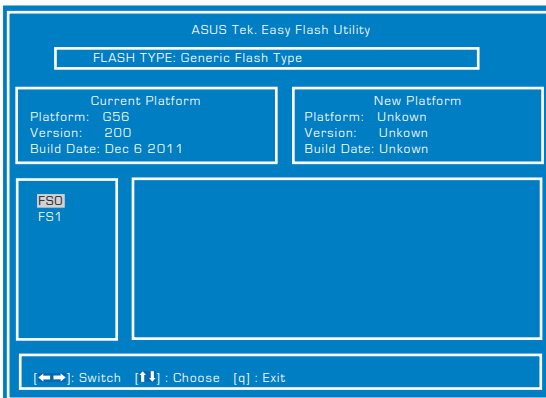 ASUS Tek. Easy Flash Utility
FLASH TYPE: Generic Flash Type
Current Platform
Platform: G56
Version: 200
Build Date: Dec 6 2011
New Platform
Platform: Unkown
Version: Unkown
Build Date: Unkown
FS0
FS1
[←→]: Switch [↑↓] : Choose [q] : Exit